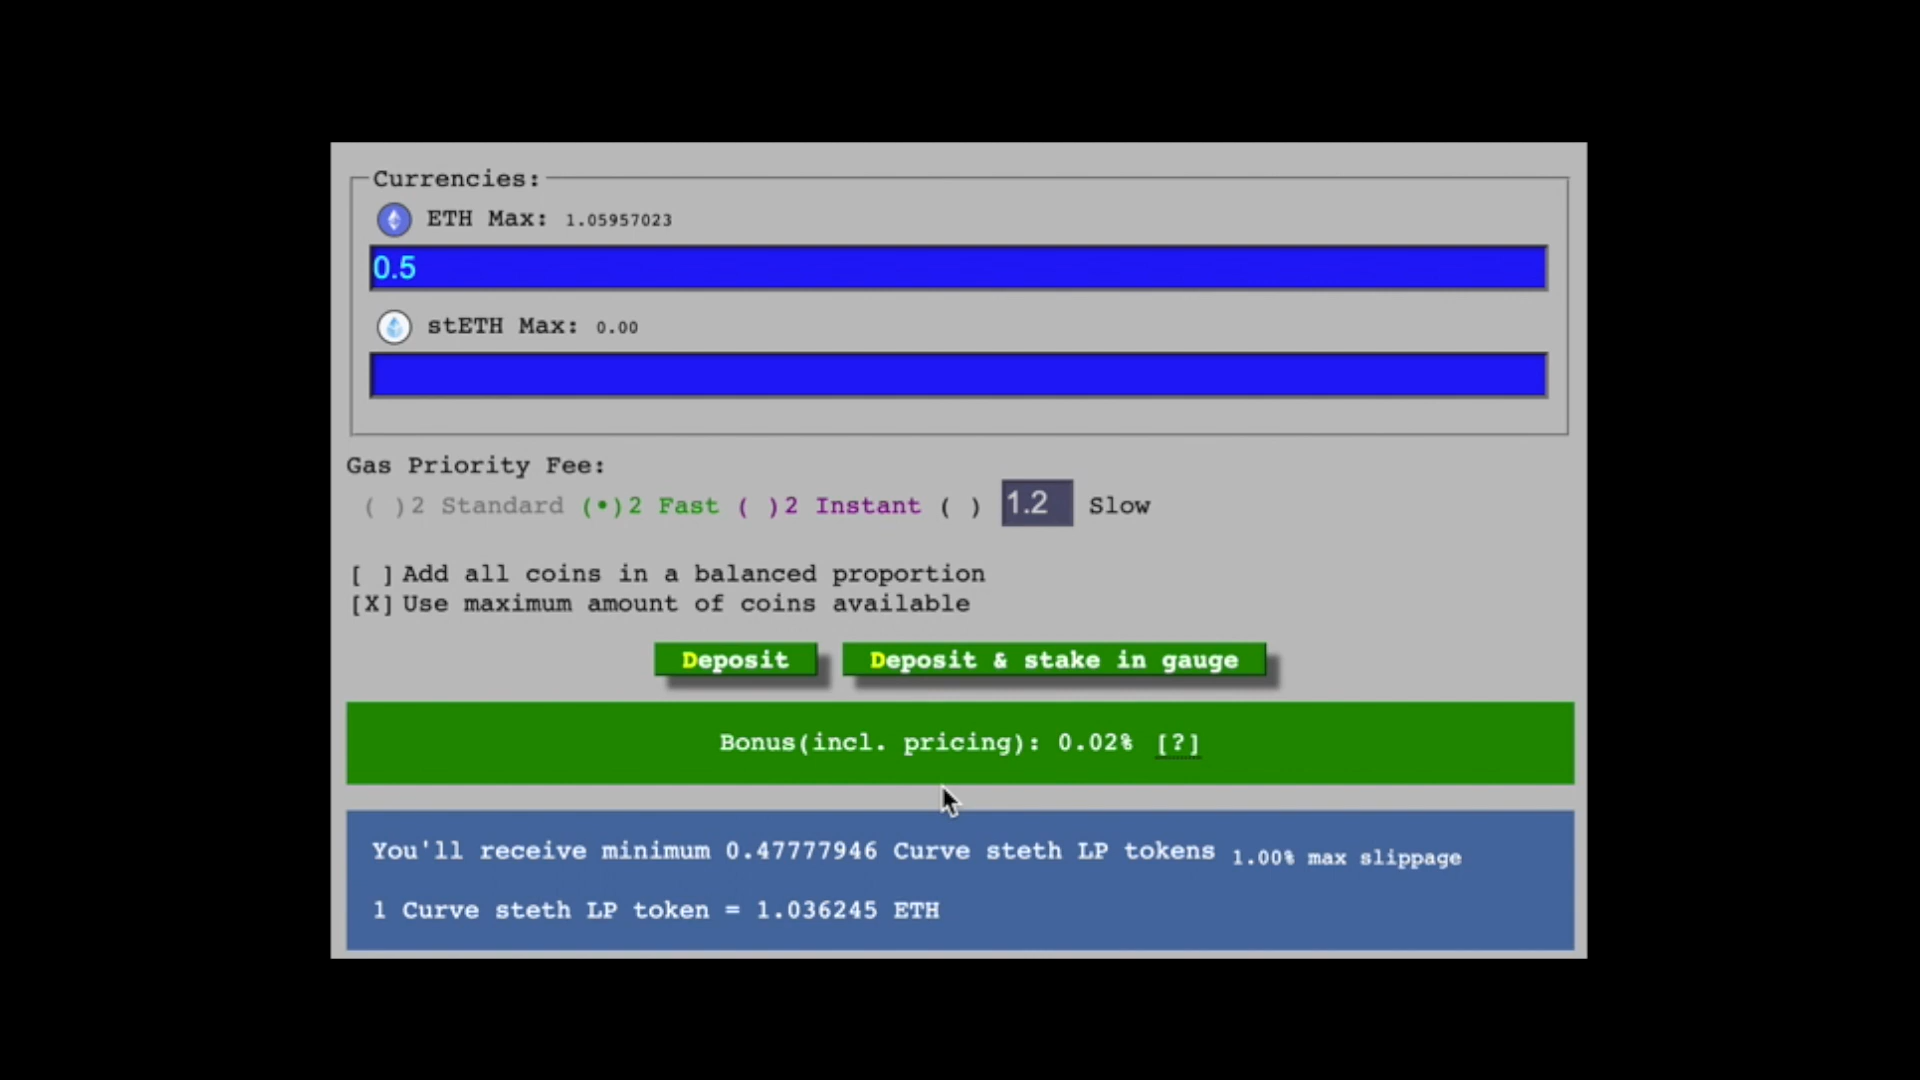 Currencies:
ETH Max: 1.05957023
0.5
stETH Max: 0.00
Gas Priority Fee:
( )2 Standard (•)2 Fast ( )2 Instant ( ) 1.2 Slow
[ ] Add all coins in a balanced proportion
[X] Use maximum amount of coins available
Deposit Deposit & stake in gauge
Bonus(incl. pricing): 0.02% [?]
You'll receive minimum 0.47777946 Curve steth LP tokens 1.00% max slippage
1 Curve steth LP token = 1.036245 ETH